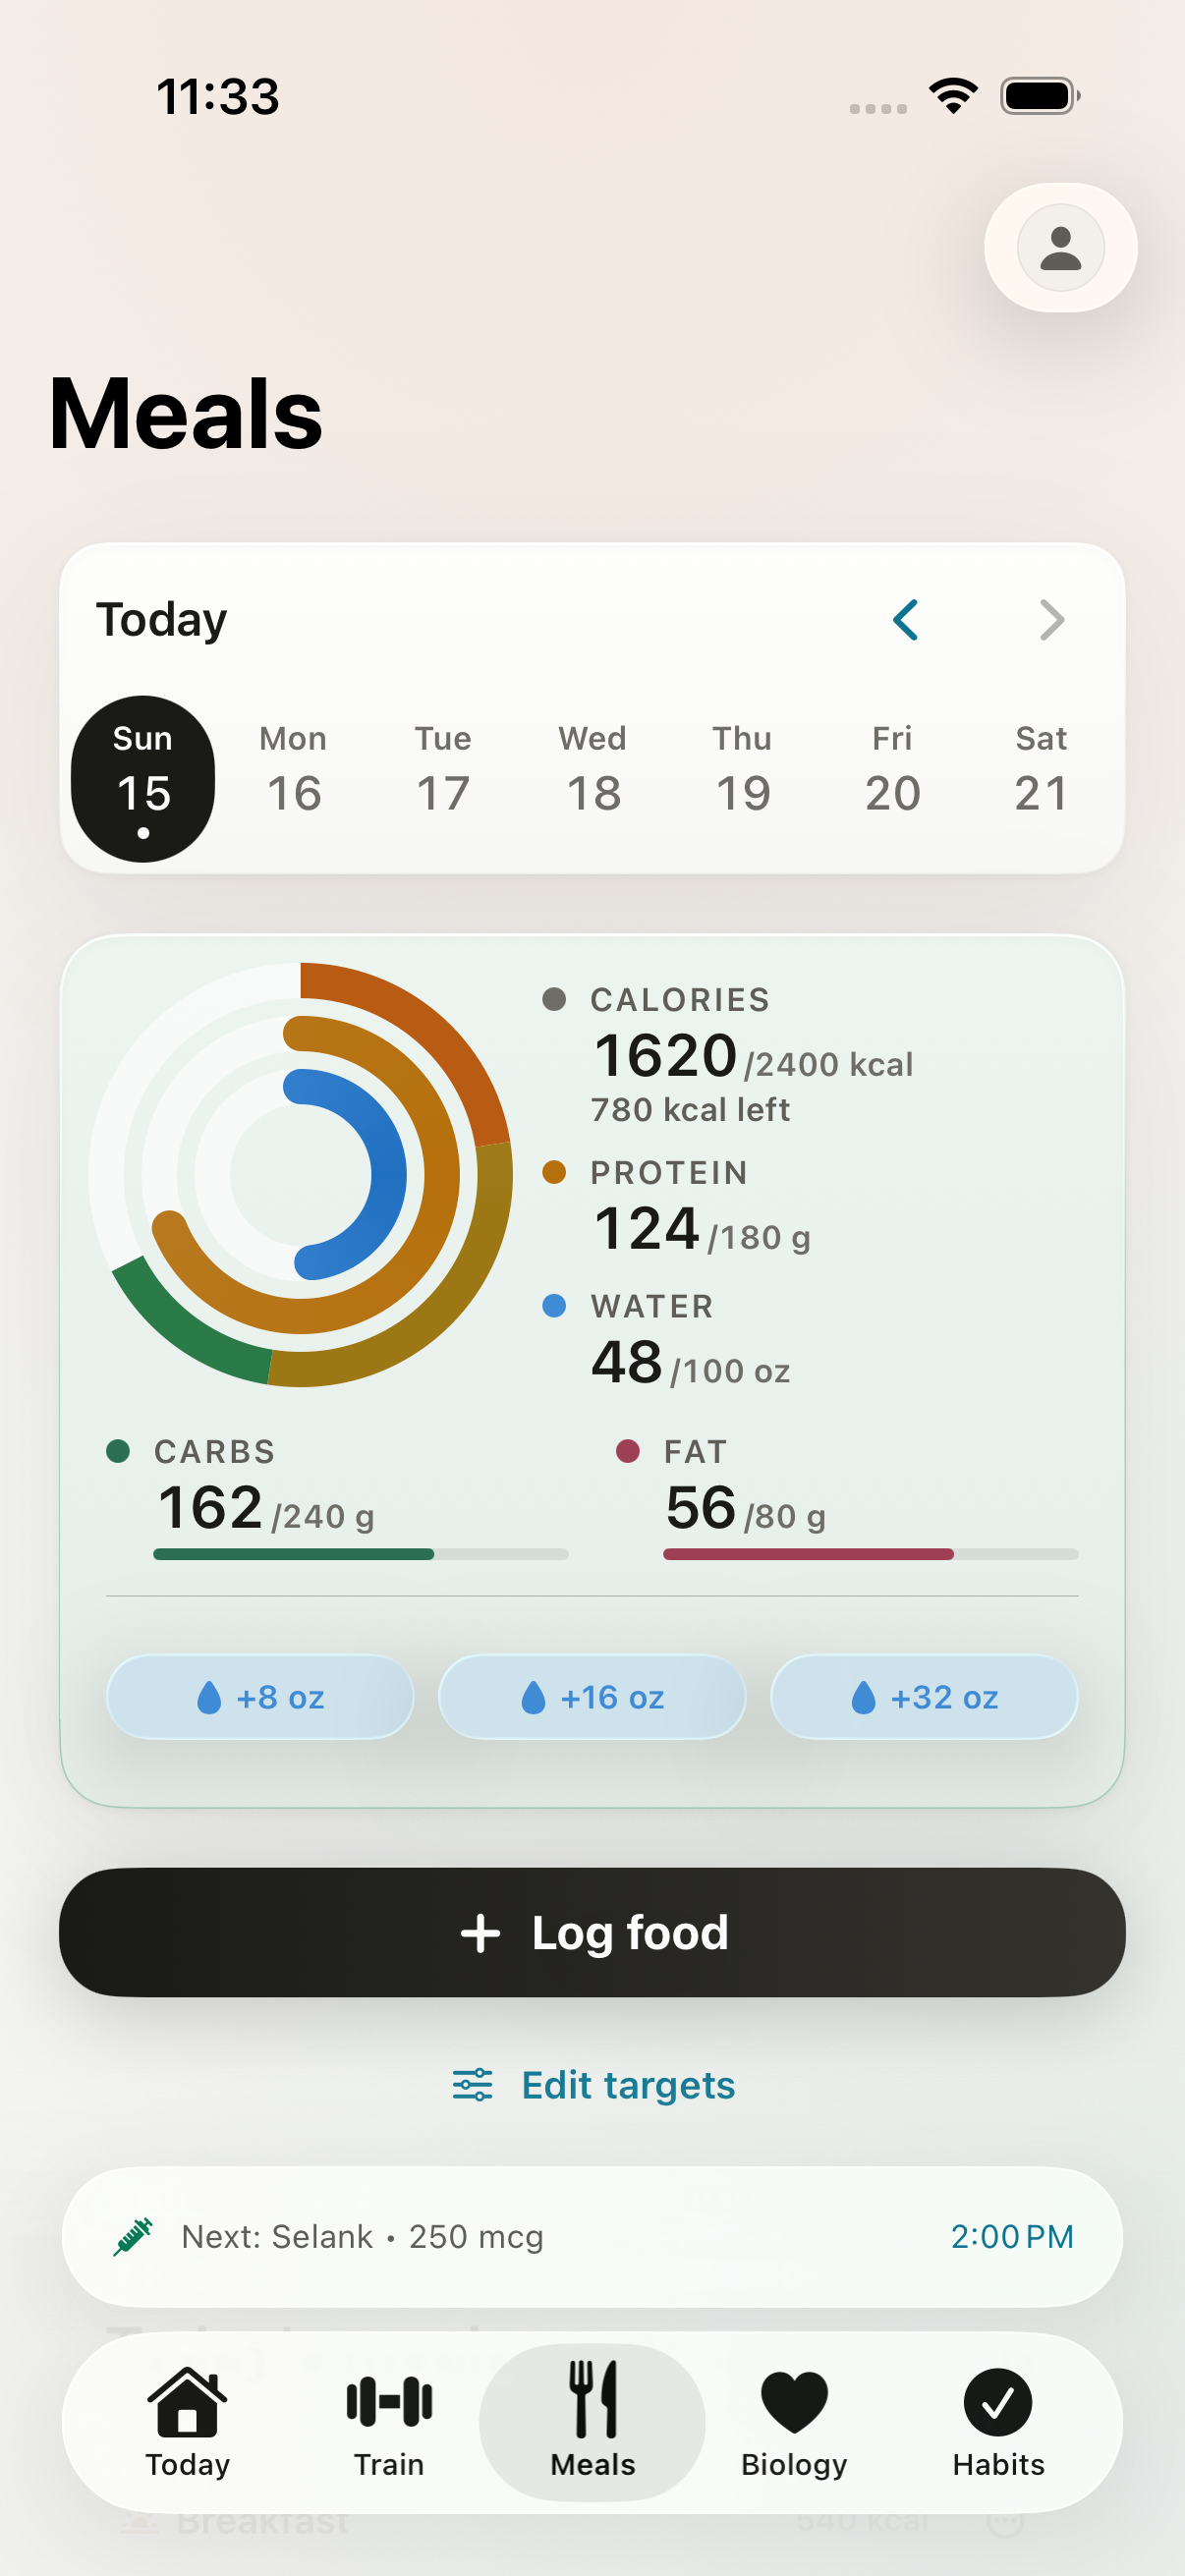 11:33
Meals
Today
Sun Mon Tue Wed Thu Fri Sat
15 16 17 18 19 20 21
CALORIES
1620 /2400 kcal
780 kcal left
PROTEIN
124 /180 g
WATER
48 /100 oz
CARBS FAT
162 /240 g 56 /80 g
+8 oz +16 oz +32 oz
+ Log food
Edit targets
Next: Selank • 250 mcg 2:00 PM
Today Train Meals Biology Habits
Breakfast 540 kcal